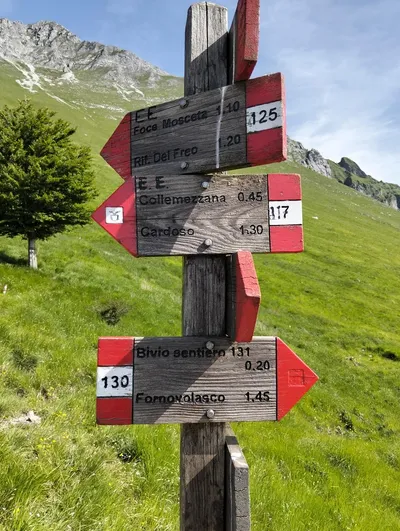 E.E.
Foce Mosceta 1.10
Rif. Del Freo 1.20
125
E.E.
Collemezzana 0.45
Cardoso 1.30
117
Bivio sentiero 131
0.20
Fornovolasco 1.45
130